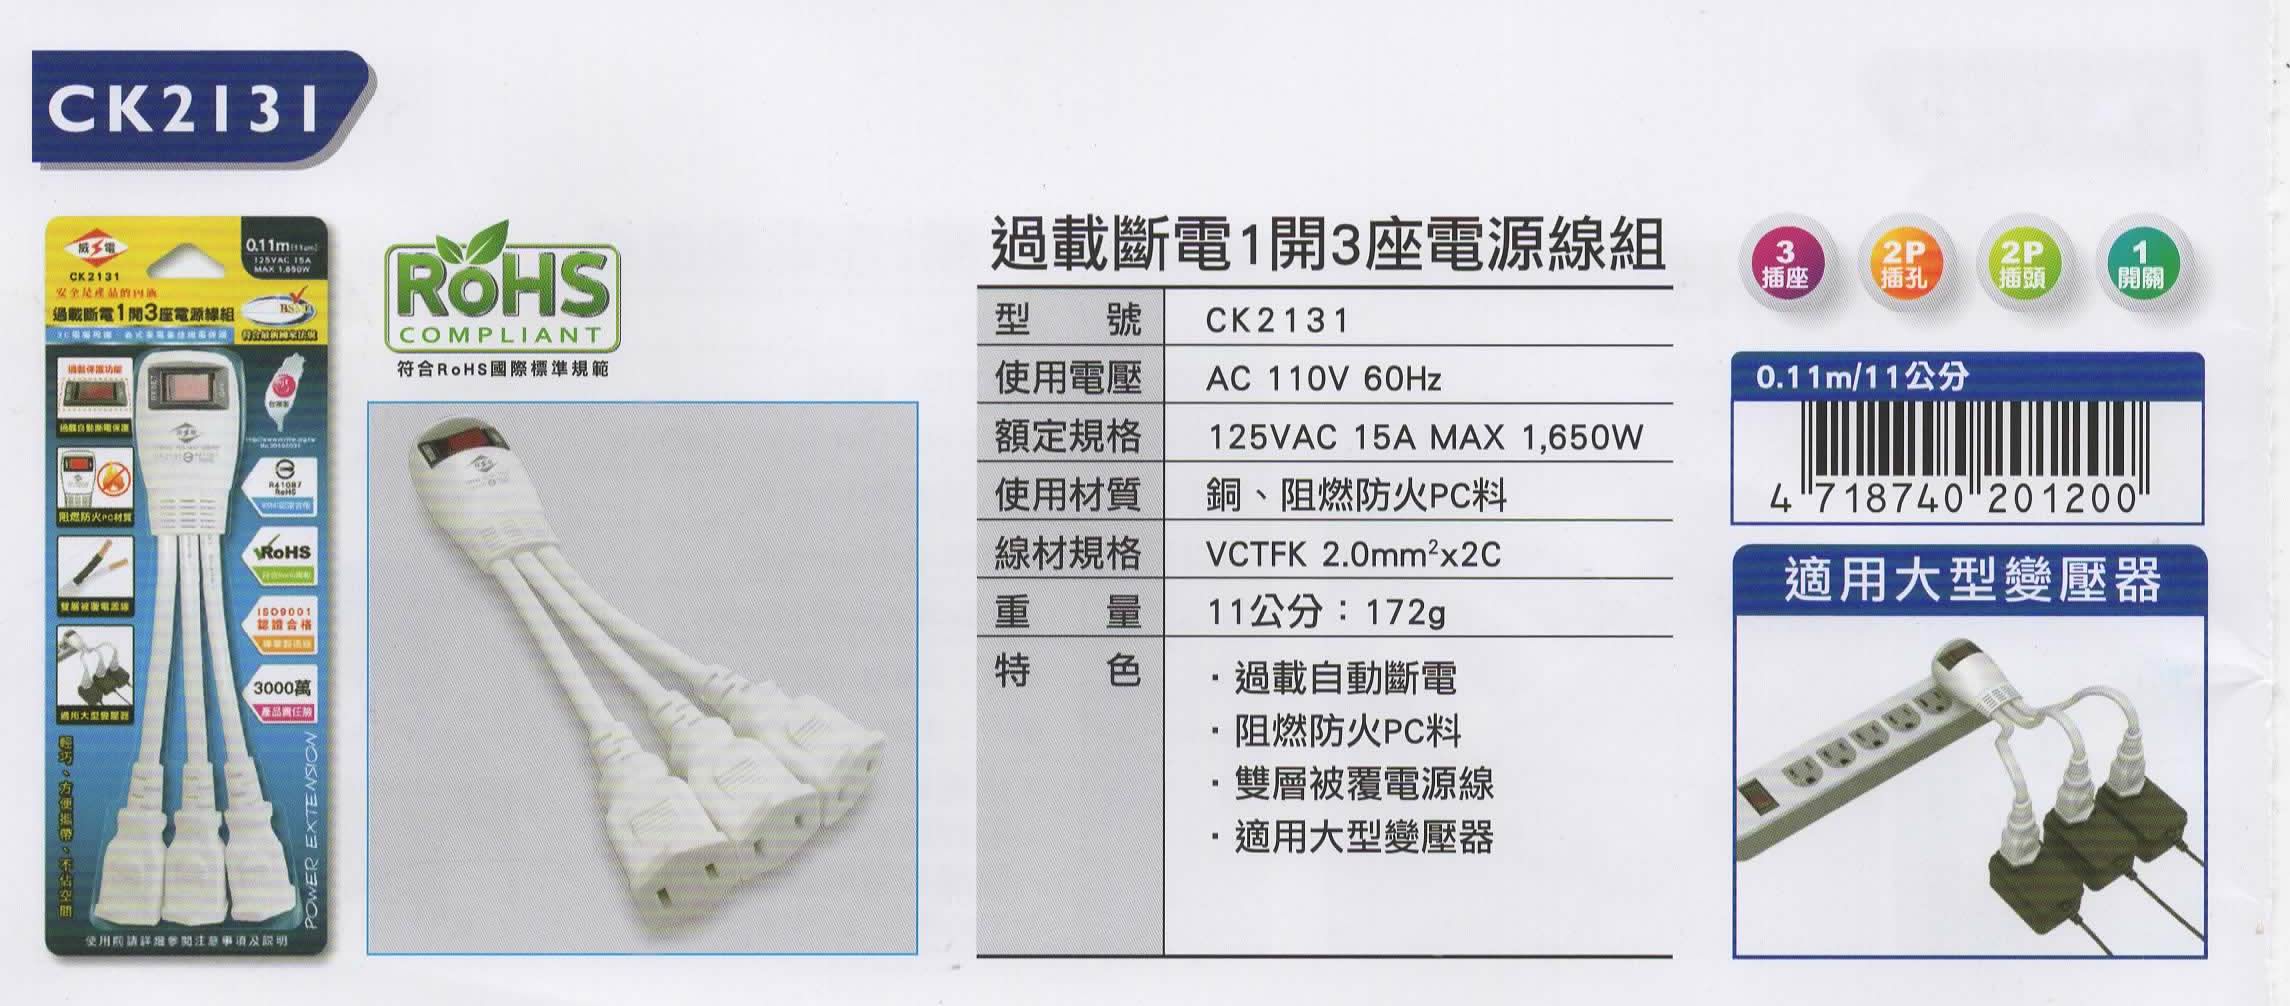 CK2131
威電
CK2131
0.11m(11cm)
125VAC 15A
MAX 1,650W
安全是產品的內涵
過載斷電1開3座電源線組
符合最新國家法規
過載保護功能
過載自動斷電保護
阻燃防火PC材質
雙層被覆電源線
適用大型變壓器
台灣製
R41087
RoHS
RoHS
ISO9001
認證合格
3000萬
產品責任險
輕巧、方便攜帶、不佔空間
POWER EXTENSION
使用前請詳細參閱注意事項及說明
RoHS
COMPLIANT
符合RoHS國際標準規範
過載斷電1開3座電源線組
型號 CK2131
使用電壓 AC 110V 60Hz
額定規格 125VAC 15A MAX 1,650W
使用材質 銅、阻燃防火PC料
線材規格 VCTFK 2.0mm²x2C
重量 11公分：172g
特色 ·過載自動斷電
·阻燃防火PC料
·雙層被覆電源線
·適用大型變壓器
3 插座
2P 插孔
2P 插頭
1 開關
0.11m/11公分
4 718740 201200
適用大型變壓器